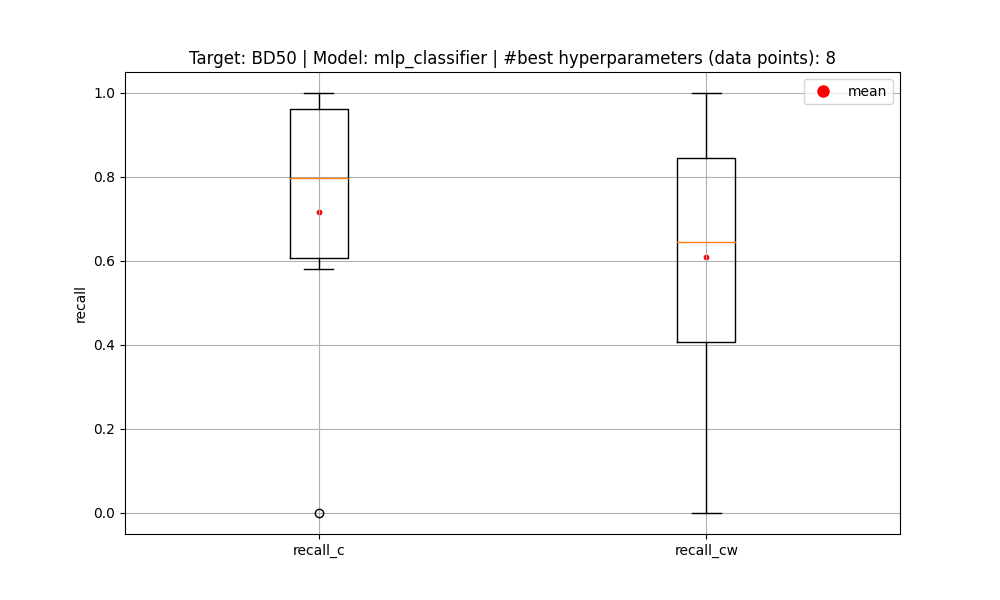 Target: BD50 | Model: mlp_classifier | #best hyperparameters (data points): 8
mean
recall
1.0
0.8
0.6
0.4
0.2
0.0
recall_c
recall_cw